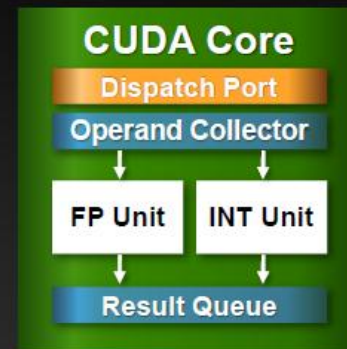 CUDA Core
Dispatch Port
Operand Collector
FP Unit
INT Unit
Result Queue